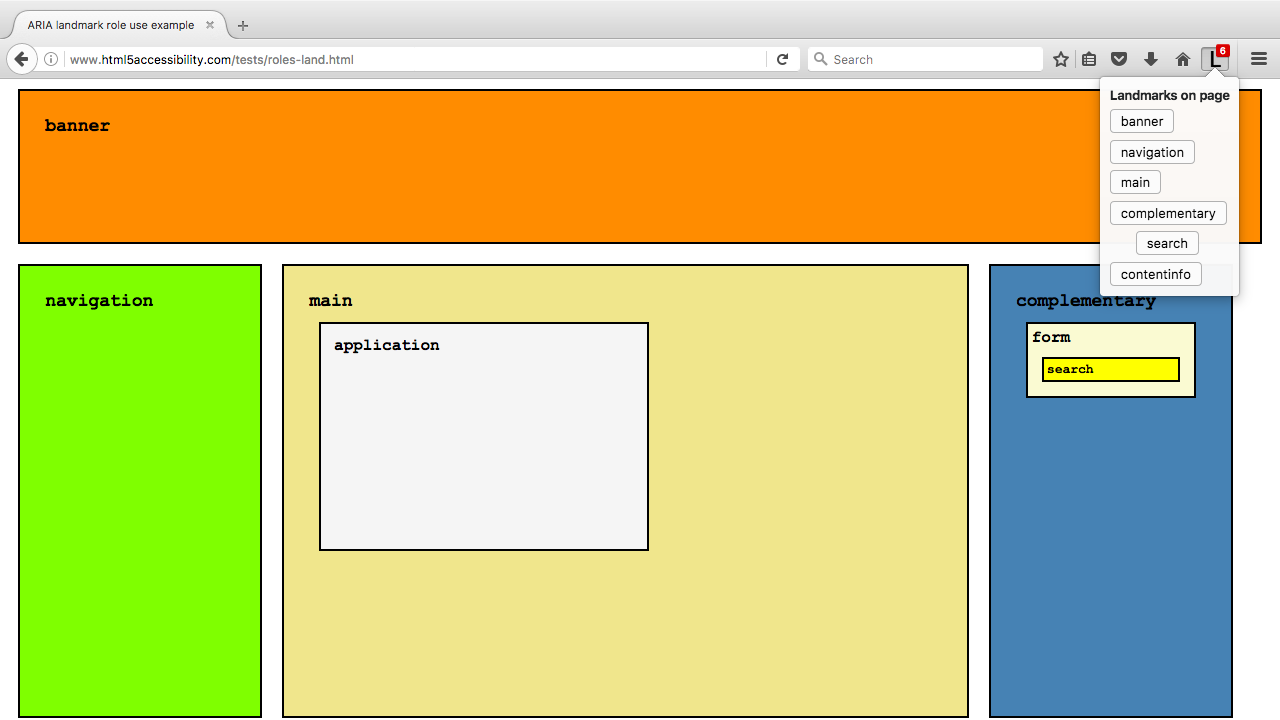 ARIA landmark role use example
www.html5accessibility.com/tests/roles-land.html
Search
L
6
Landmarks on page
banner
navigation
main
complementary
search
contentinfo
banner
navigation
main
application
complementary
form
search